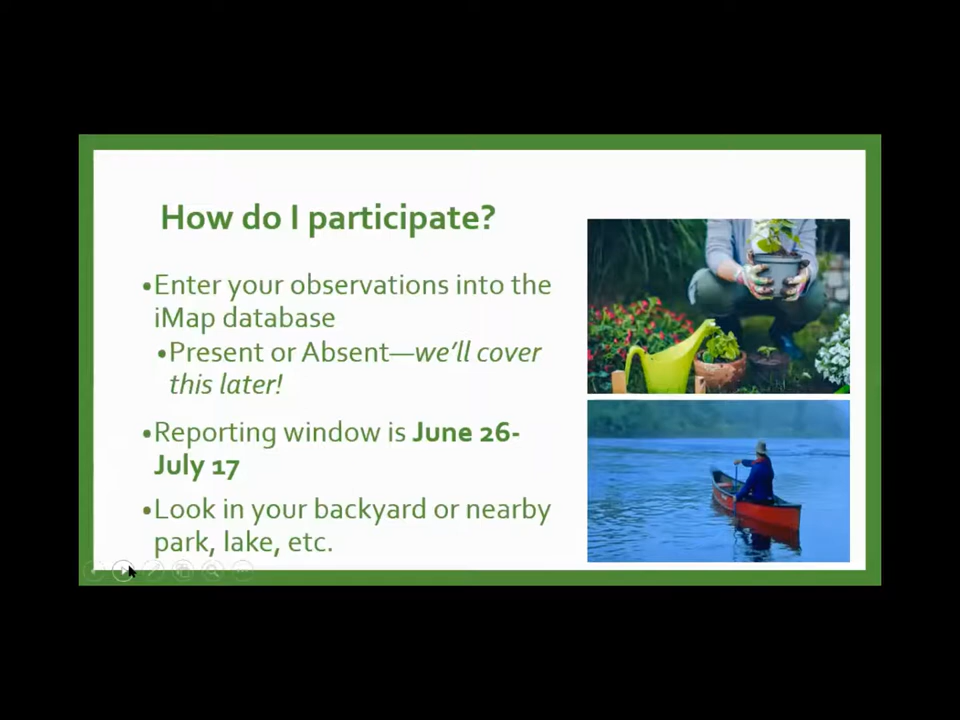 How do I participate?
•Enter your observations into the
iMap database
•Present or Absent—we'll cover
this later!
•Reporting window is June 26-
July 17
•Look in your backyard or nearby
park, lake, etc.